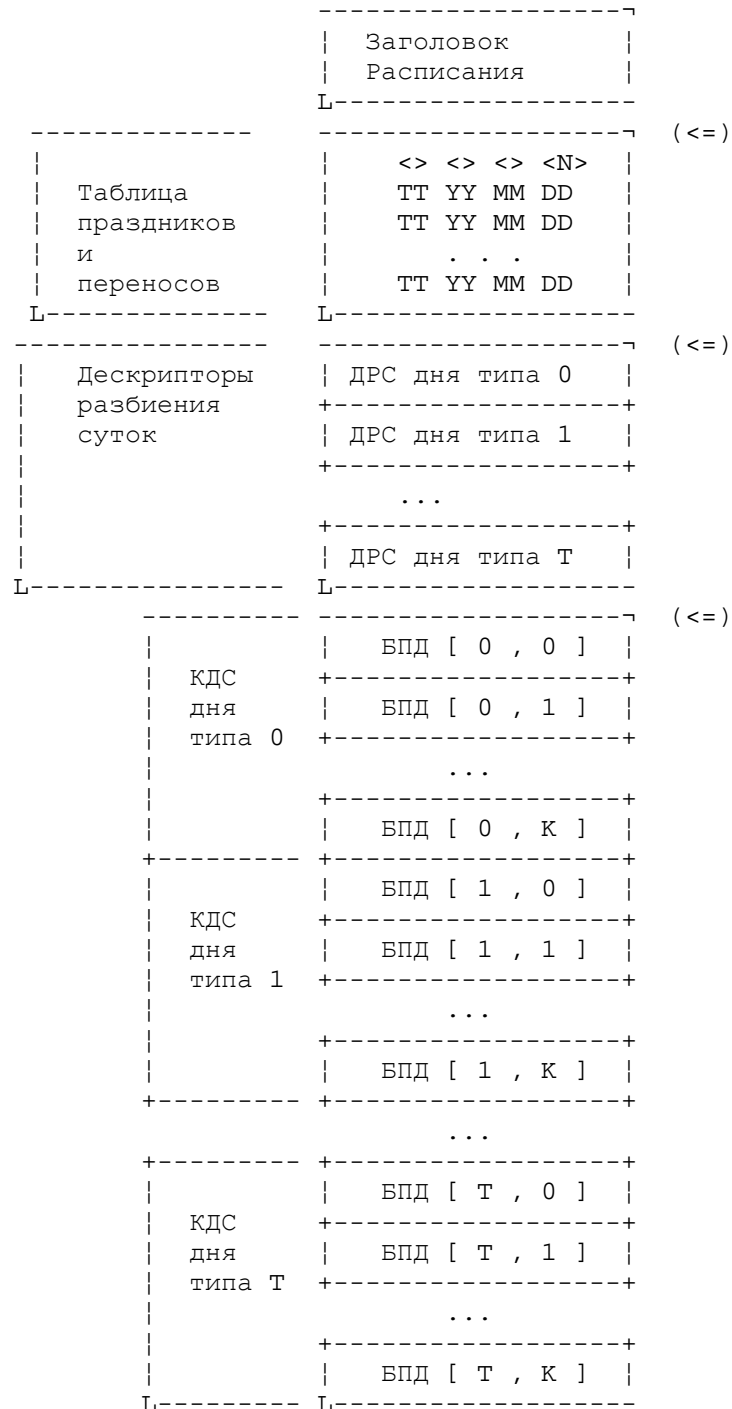 Заголовок
Расписания
(<=)
<> <> <> <N>
Таблица TT YY MM DD
праздников TT YY MM DD
и . . .
переносов TT YY MM DD
(<=)
Дескрипторы ДРС дня типа 0
разбиения
суток ДРС дня типа 1
...
ДРС дня типа T
(<=)
БПД [ 0 , 0 ]
КДС
дня БПД [ 0 , 1 ]
типа 0
...
БПД [ 0 , K ]
БПД [ 1 , 0 ]
КДС
дня БПД [ 1 , 1 ]
типа 1
...
БПД [ 1 , K ]
...
БПД [ T , 0 ]
КДС
дня БПД [ T , 1 ]
типа T
...
БПД [ T , K ]